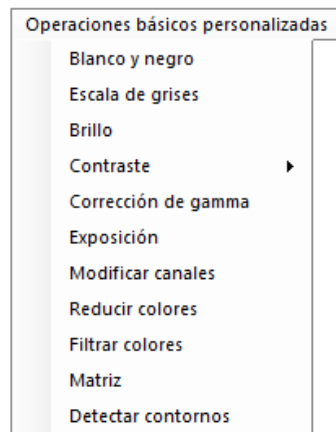 Operaciones básicos personalizadas
Blanco y negro
Escala de grises
Brillo
Contraste
Corrección de gamma
Exposición
Modificar canales
Reducir colores
Filtrar colores
Matriz
Detectar contornos